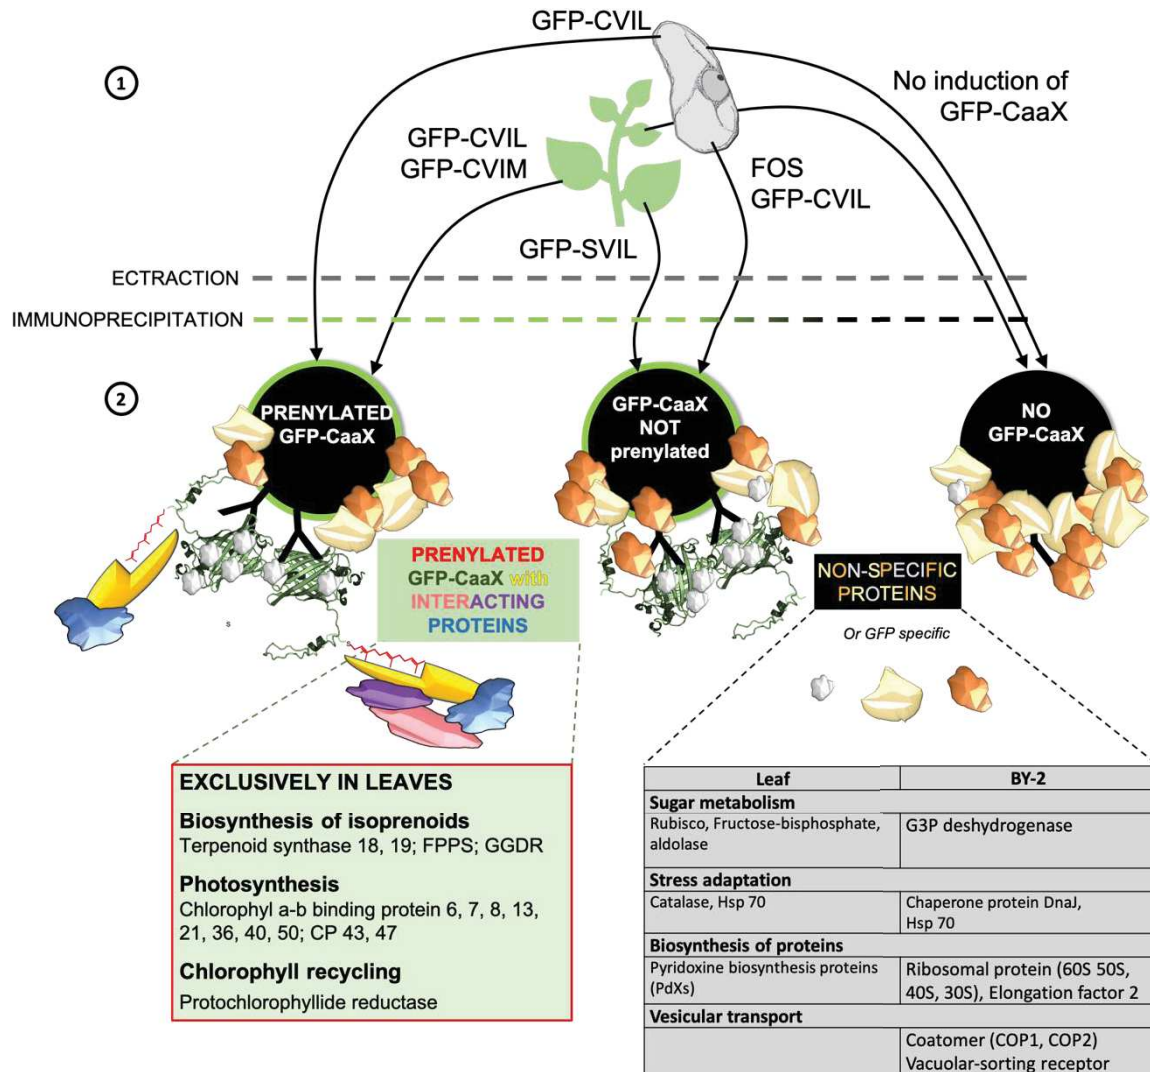 GFP-CVIL
1
No induction of
GFP-CaaX
GFP-CVIL
GFP-CVIM
FOS
GFP-CVIL
GFP-SVIL
ECTRACTION
IMMUNOPRECIPITATION
2
PRENYLATED
GFP-CaaX
GFP-CaaX
NOT
prenylated
NO
GFP-CaaX
PRENYLATED
GFP-CaaX with
INTERACTING
PROTEINS
s
s
NON-SPECIFIC
PROTEINS
Or GFP specific
EXCLUSIVELY IN LEAVES
Biosynthesis of isoprenoids
Terpenoid synthase 18, 19; FPPS; GGDR
Photosynthesis
Chlorophyl a-b binding protein 6, 7, 8, 13,
21, 36, 40, 50; CP 43, 47
Chlorophyll recycling
Protochlorophyllide reductase
Leaf BY-2
Sugar metabolism
Rubisco, Fructose-bisphosphate,
aldolase
G3P deshydrogenase
Stress adaptation
Catalase, Hsp 70
Chaperone protein DnaJ,
Hsp 70
Biosynthesis of proteins
Pyridoxine biosynthesis proteins
(PdXs)
Ribosomal protein (60S 50S,
40S, 30S), Elongation factor 2
Vesicular transport
Coatomer (COP1, COP2)
Vacuolar-sorting receptor